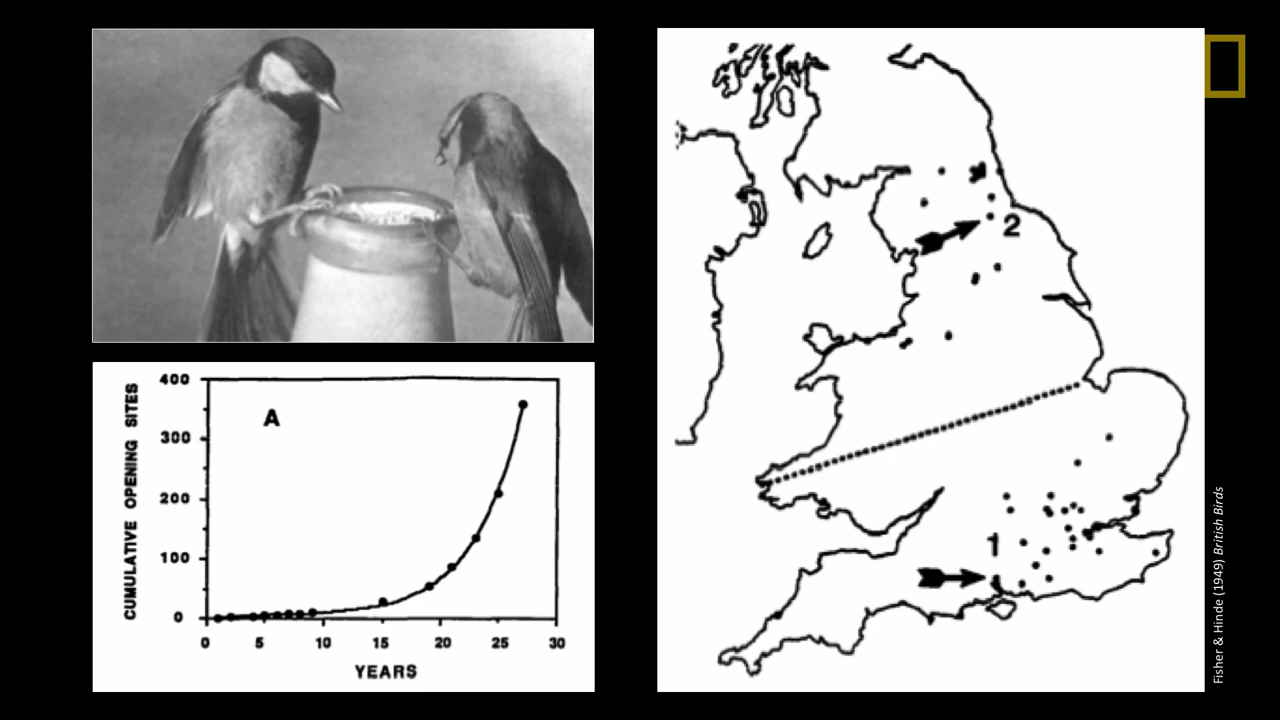 400
300
200
100
0
CUMULATIVE OPENING SITES
A
0 5 10 15 20 25 30
YEARS
2
1
Fisher & Hinde (1949) British Birds